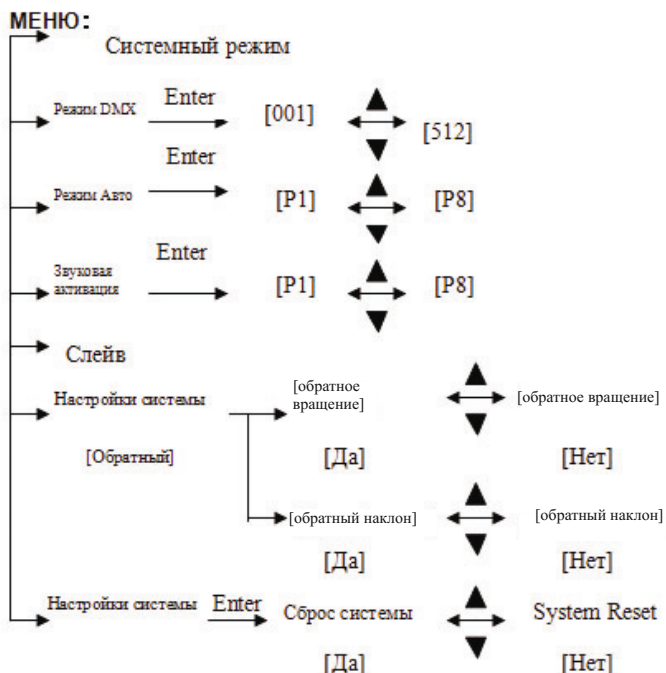 МЕНЮ:
Системный режим
Режим DMX Enter [001] [512]
Enter
Режим Авто [P1] [P8]
Enter
Звуковая
активация [P1] [P8]
Слейв
Настройки системы [обратное
вращение] [обратное вращение]
[Обратный] [Да] [Нет]
[обратный наклон] [обратный наклон]
[Да] [Нет]
Настройки системы Enter Сброс системы System Reset
[Да] [Нет]